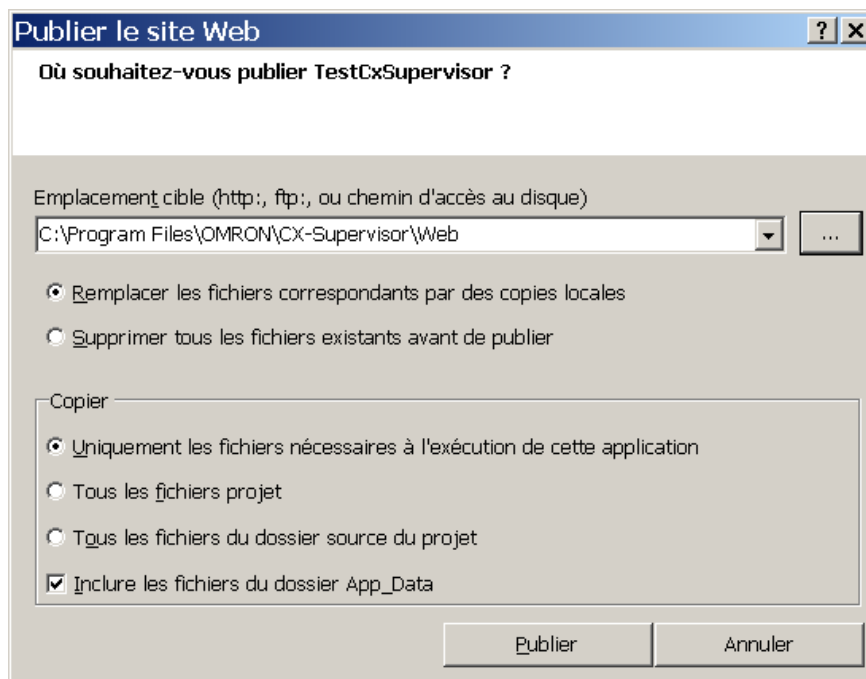 Publier le site Web
Où souhaitez-vous publier TestCxSupervisor ?
Emplacement cible (http:, ftp:, ou chemin d'accès au disque)
C:\Program Files\OMRON\CX-Supervisor\Web
...
Remplacer les fichiers correspondants par des copies locales
Supprimer tous les fichiers existants avant de publier
Copier
Uniquement les fichiers nécessaires à l'exécution de cette application
Tous les fichiers projet
Tous les fichiers du dossier source du projet
Inclure les fichiers du dossier App_Data
Publier
Annuler